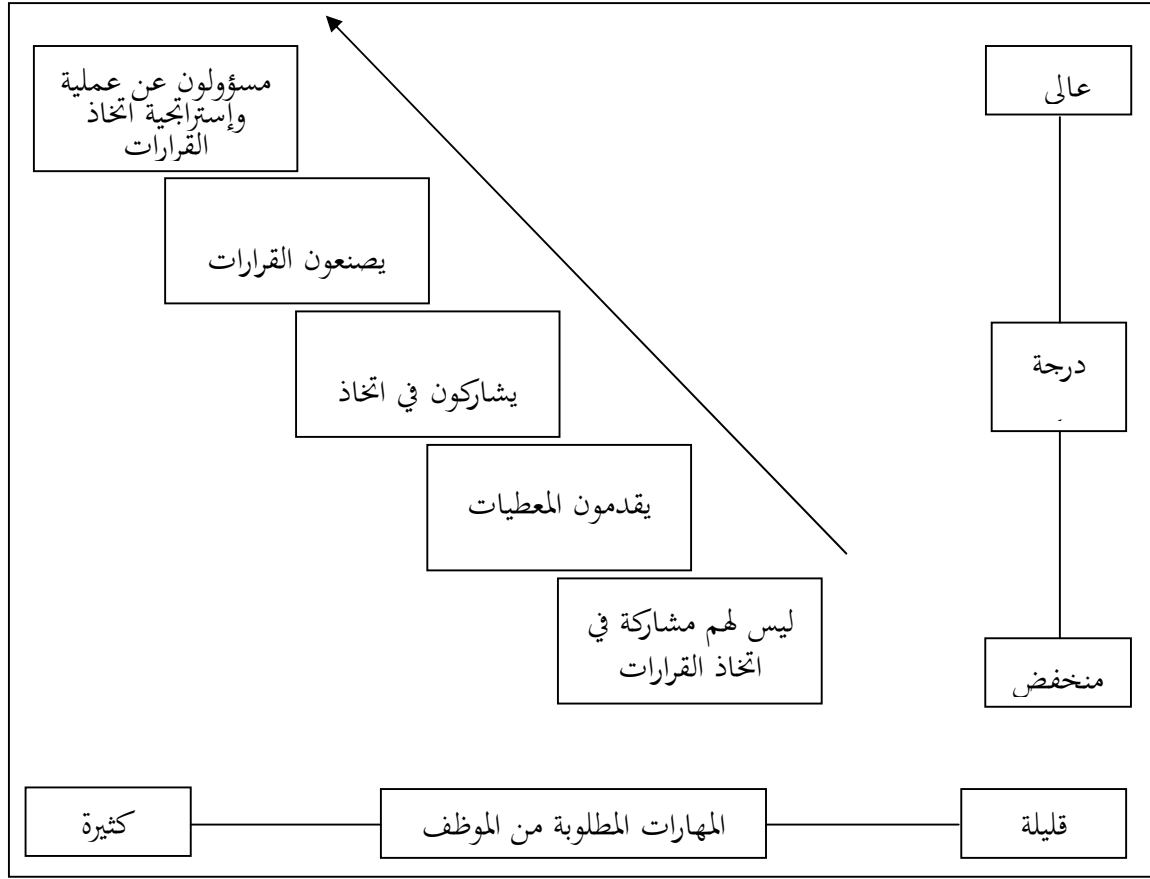 عالى
مسؤولون عن عملية
وإستراتجية اتخاذ
القرارات
يصنعون القرارات
درجة
يشاركون في اتخاذ
يقدمون المعطيات
ليس لهم مشاركة في
اتخاذ القرارات
منخفض
قليلة
المهارات المطلوبة من الموظف
كثيرة